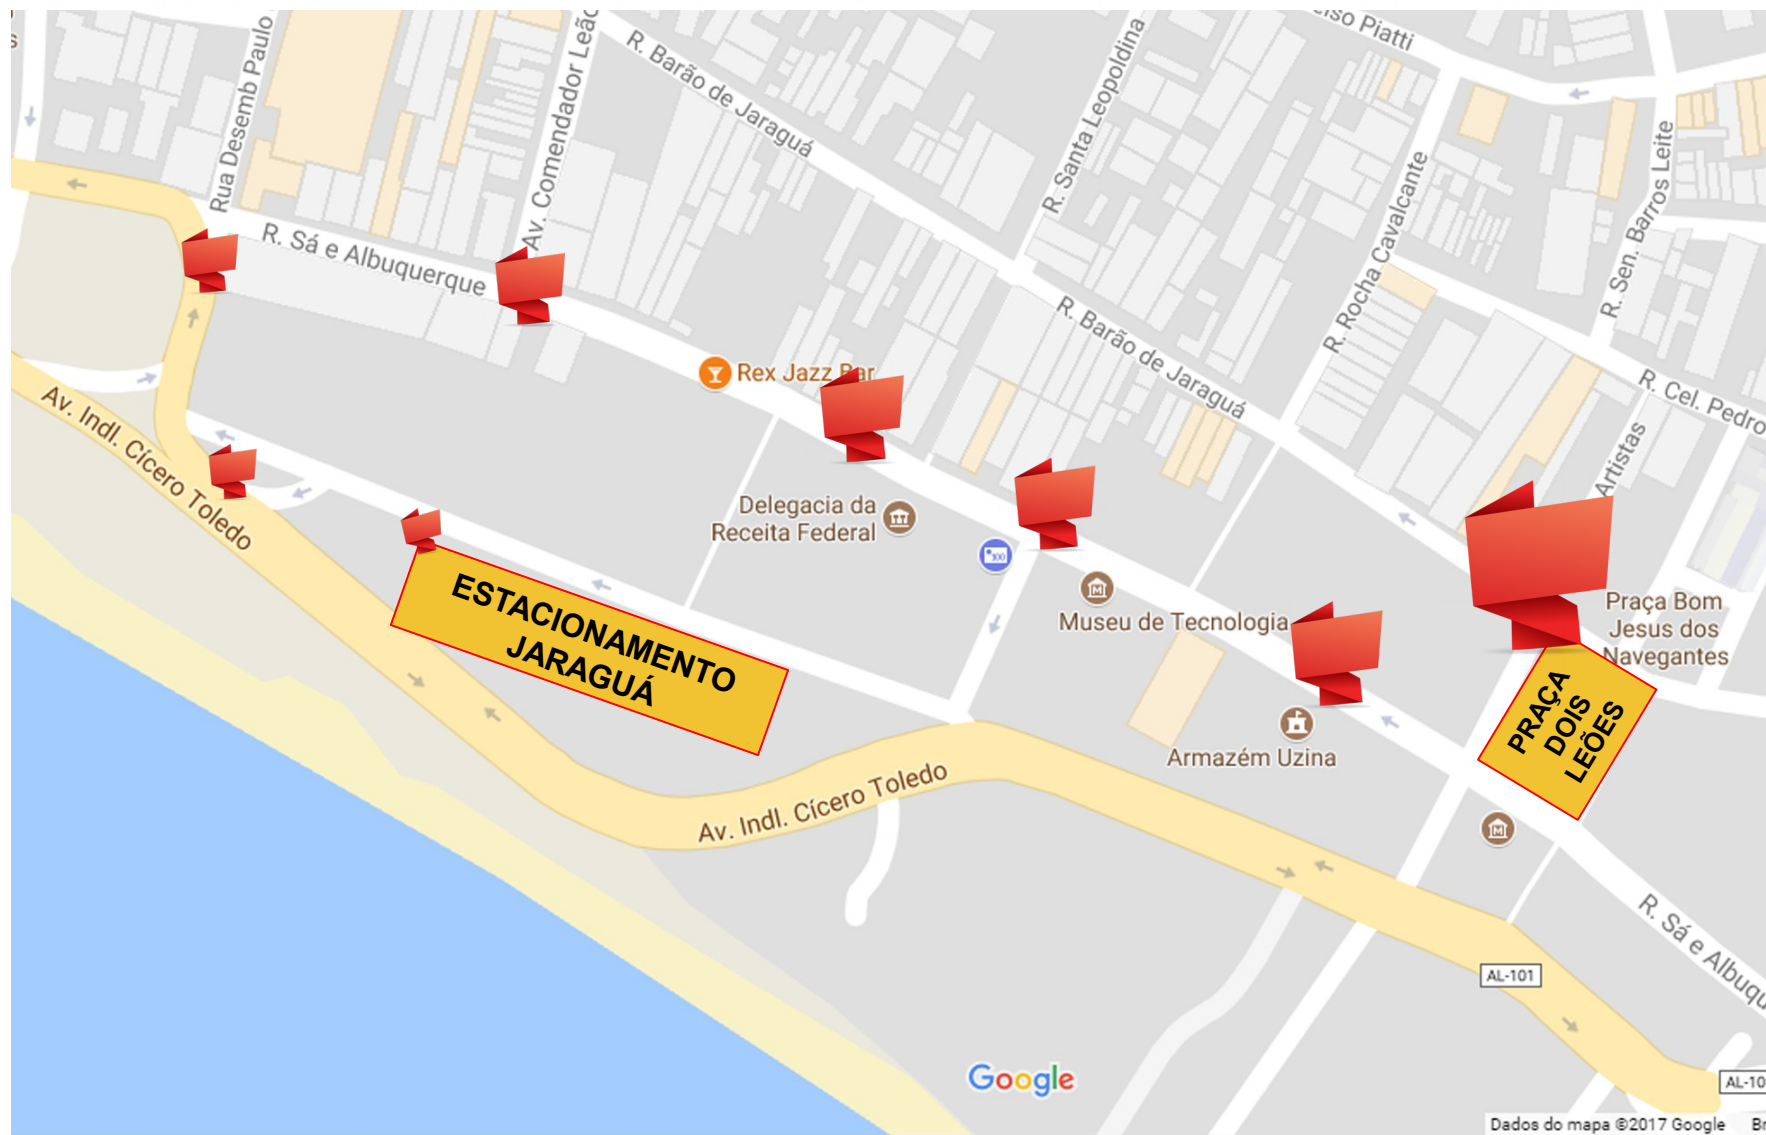 s
Rua Desemb Paulo
Av. Comendador Leão
R. Barão de Jaraguá
R. Santa Leopoldina
elso Piatti
R. Sá e Albuquerque
R. Rocha Cavalcante
R. Sen. Barros Leite
Rex Jazz Bar
R. Barão de Jaraguá
R. Cel. Pedro
Artistas
Av. Indl. Cícero Toledo
Delegacia da
Receita Federal
ESTACIONAMENTO
JARAGUÁ
Museu de Tecnologia
Praça Bom
Jesus dos
Navegantes
PRAÇA
DOIS
LEÕES
Armazém Uzina
Av. Indl. Cícero Toledo
R. Sá e Albuqu
AL-101
AL-10
Google
Dados do mapa ©2017 Google